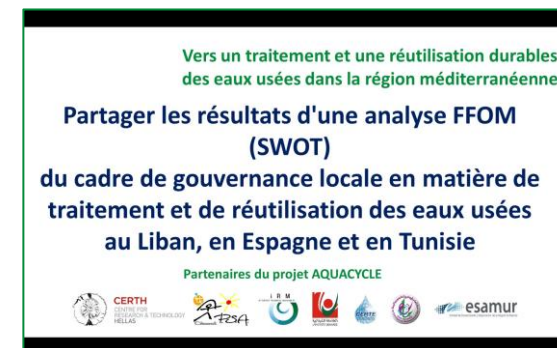 Vers un traitement et une réutilisation durables
des eaux usées dans la région méditerranéenne
Partager les résultats d'une analyse FFOM
(SWOT)
du cadre de gouvernance locale en matière de
traitement et de réutilisation des eaux usées
au Liban, en Espagne et en Tunisie
Partenaires du projet AQUACYCLE
CERTH
CENTRE FOR
RESEARCH & TECHNOLOGY
HELLAS
PSA
I R M
CERTE
esamur